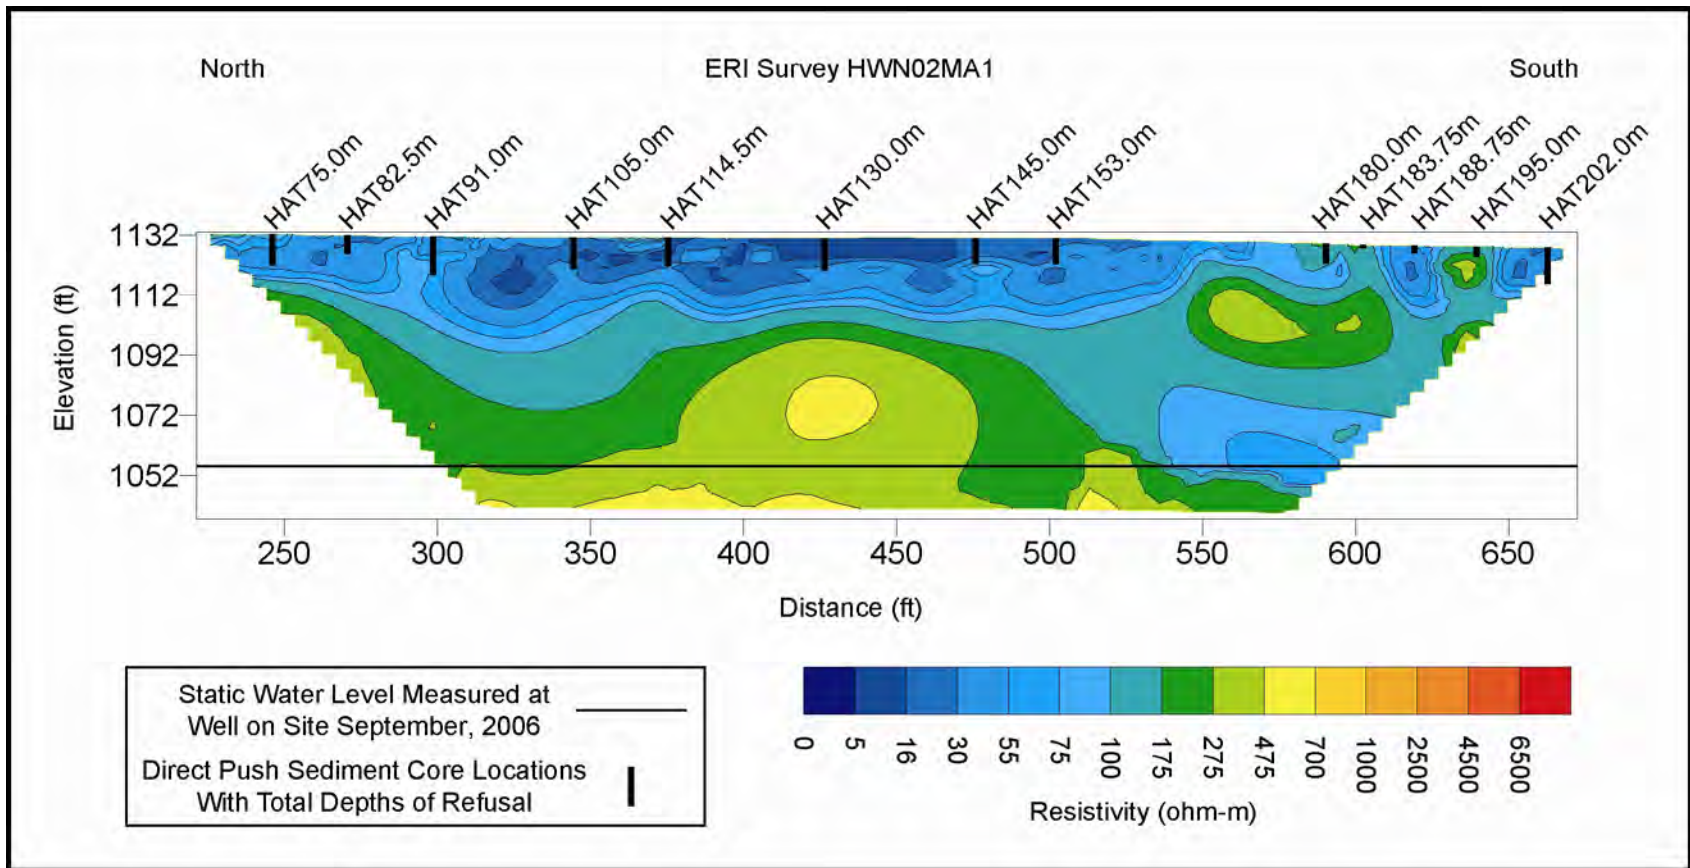 North
ERI Survey HWN02MA1
South
HAT75.0m
HAT82.5m
HAT91.0m
HAT105.0m
HAT114.5m
HAT130.0m
HAT145.0m
HAT153.0m
HAT180.0m
HAT183.75m
HAT188.75m
HAT195.0m
HAT202.0m
Elevation (ft)
1132
1112
1092
1072
1052
250 300 350 400 450 500 550 600 650
Distance (ft)
Static Water Level Measured at
Well on Site September, 2006
Direct Push Sediment Core Locations
With Total Depths of Refusal
0 5 16 30 55 75 100 175 275 475 700 1000 2500 4500 6500
Resistivity (ohm-m)